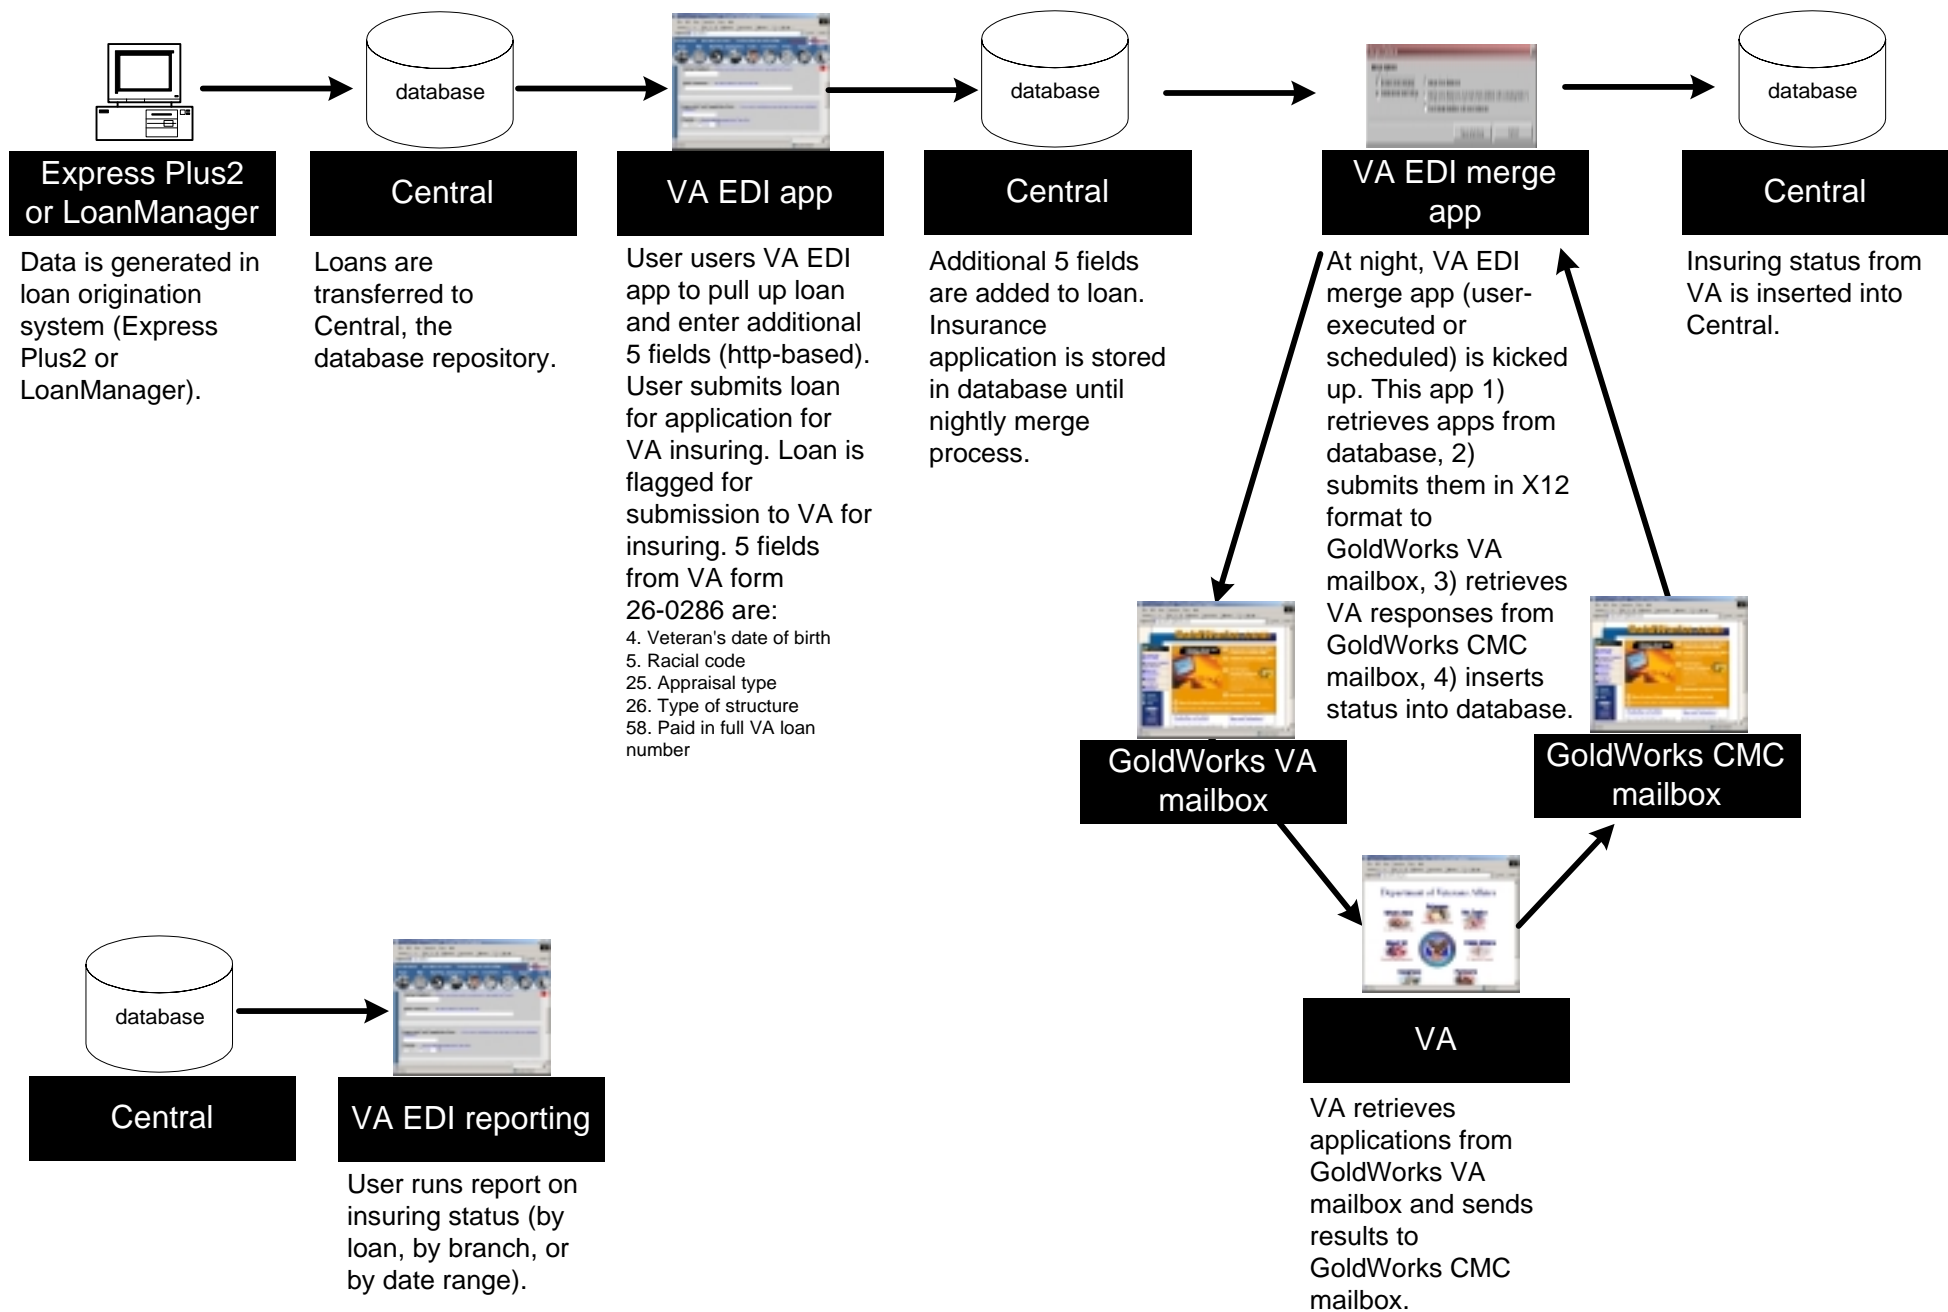 database
database
database
database
Express Plus2
or LoanManager
Central
VA EDI app
Central
VA EDI merge
app
Central
Data is generated in
loan origination
system (Express
Plus2 or
LoanManager).
Loans are
transferred to
Central, the
database repository.
User users VA EDI
app to pull up loan
and enter additional
5 fields (http-based).
User submits loan
for application for
VA insuring. Loan is
flagged for
submission to VA for
insuring. 5 fields
from VA form
26-0286 are:
4. Veteran's date of birth
5. Racial code
25. Appraisal type
26. Type of structure
58. Paid in full VA loan
number
Additional 5 fields
are added to loan.
Insurance
application is stored
in database until
nightly merge
process.
At night, VA EDI
merge app (user-
executed or
scheduled) is kicked
up. This app 1)
retrieves apps from
database, 2)
submits them in X12
format to
GoldWorks VA
mailbox, 3) retrieves
VA responses from
GoldWorks CMC
mailbox, 4) inserts
status into database.
Insuring status from
VA is inserted into
Central.
GoldWorks VA
mailbox
GoldWorks CMC
mailbox
Department of Veterans Affairs
VA
VA retrieves
applications from
GoldWorks VA
mailbox and sends
results to
GoldWorks CMC
mailbox.
database
Central
VA EDI reporting
User runs report on
insuring status (by
loan, by branch, or
by date range).